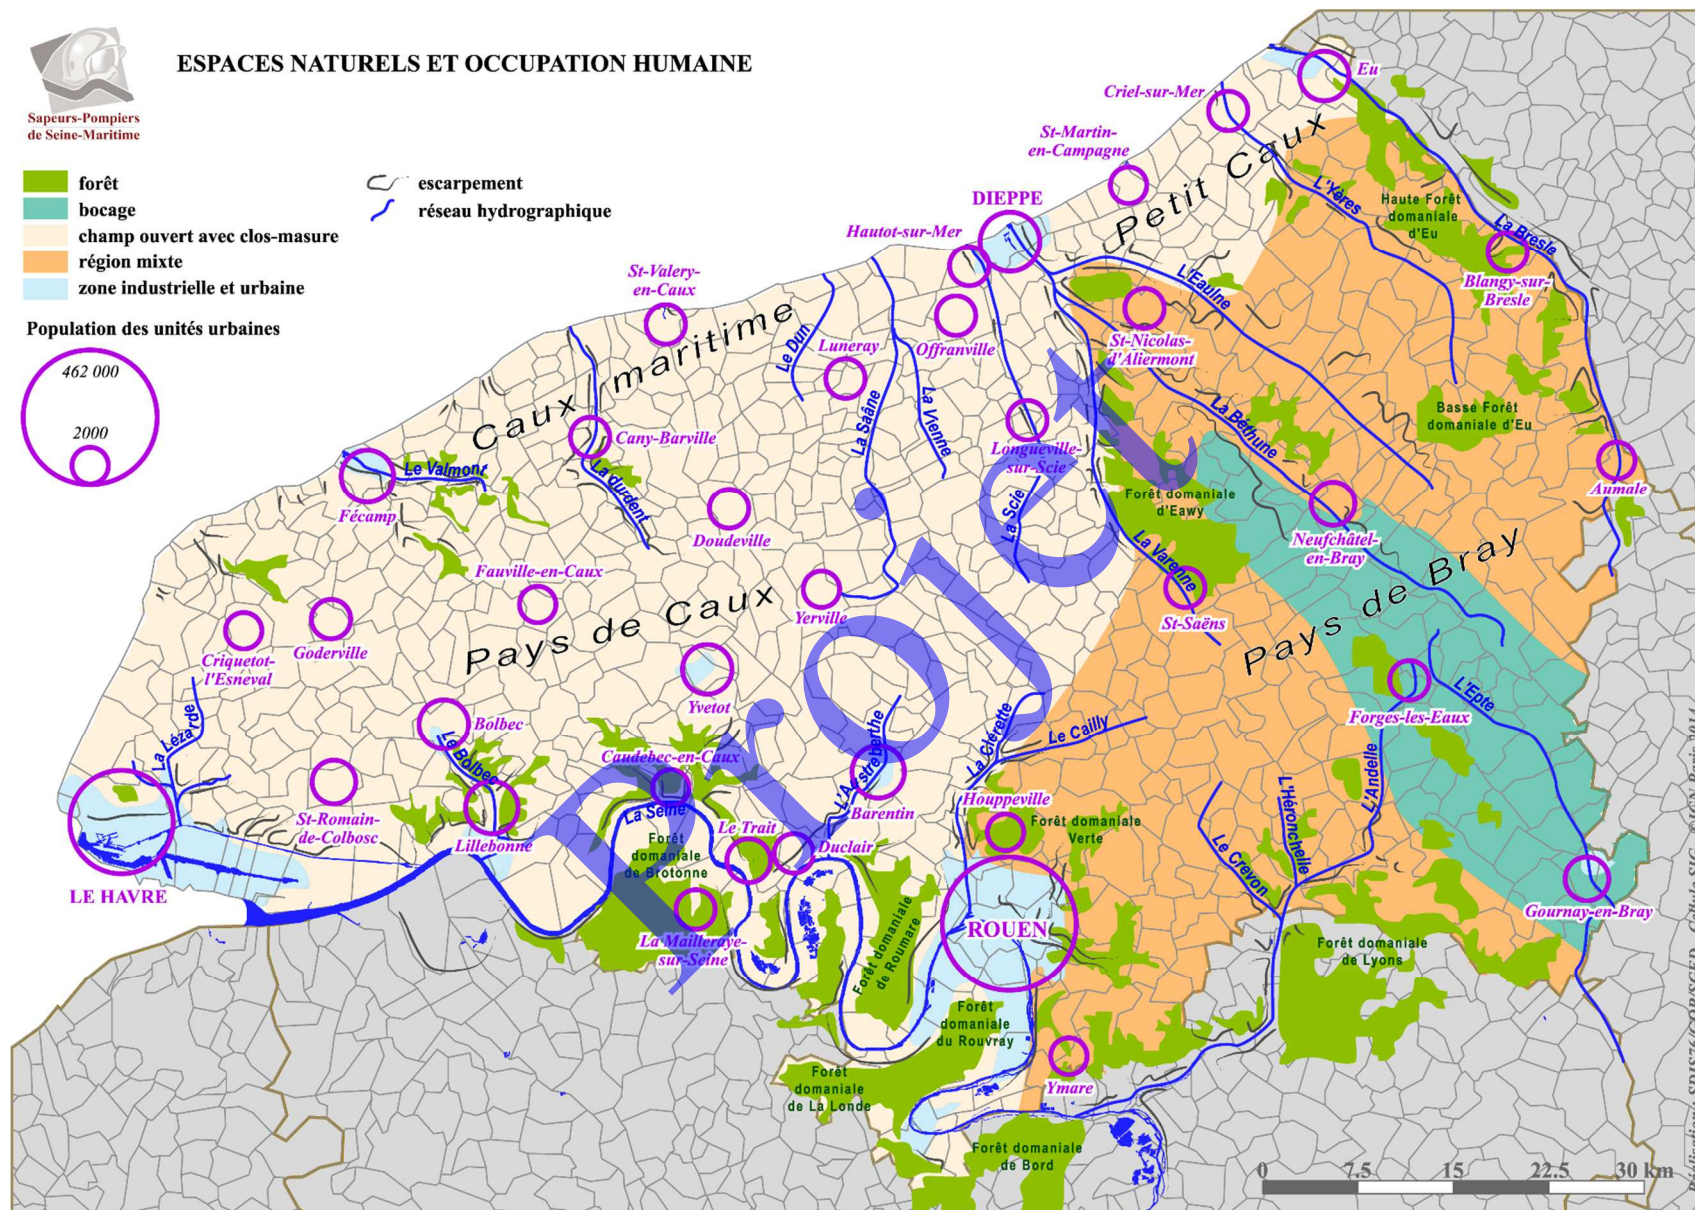 ESPACES NATURELS ET OCCUPATION HUMAINE
Sapeurs-Pompiers
de Seine-Maritime
forêt
bocage
champ ouvert avec clos-masure
région mixte
zone industrielle et urbaine
escarpement
réseau hydrographique
Population des unités urbaines
462 000
2000
Eu
Criel-sur-Mer
St-Martin-
en-Campagne
DIEPPE
Petit Caux
L'Yères
Haute Forêt
domaniale
d'Eu
La Bresle
Blangy-sur-
Bresle
Hautot-sur-Mer
St-Valery-
en-Caux
L'Eaulne
St-Nicolas-
d'Aliermont
Offranville
Luneray
Le Dun
Caux maritime
La Saâne
La Vienne
Longueville-
sur-Scie
La Scie
La Béthune
Basse Forêt
domaniale d'Eu
Aumale
Cany-Barville
La durdent
Le Valmont
Fécamp
Doudeville
Forêt domaniale
d'Eawy
Neufchâtel-
en-Bray
La Varenne
St-Saëns
Pays de Bray
Fauville-en-Caux
Yerville
Pays de Caux
Goderville
Criquetot-
l'Esneval
Yvetot
Forges-les-Eaux
L'Epte
La Lézarde
Bolbec
Le Bolbec
Caudebec-en-Caux
La Seine
L'Austreberthe
Barentin
La Clérette
Le Cailly
Houppeville
Forêt domaniale
Verte
L'Andelle
L'Héronchelle
Le Crevon
St-Romain-
de-Colbosc
Lillebonne
Le Trait
Duclair
Forêt
domaniale
de Brotonne
LE HAVRE
La Mailleraye-
sur-Seine
Forêt domaniale
de Roumare
ROUEN
Gournay-en-Bray
Forêt domaniale
de Lyons
Forêt
domaniale
du Rouvray
Ymare
Forêt
domaniale
de La Londe
Forêt domaniale
de Bord
Projet
0 7.5 15 22.5 30 km